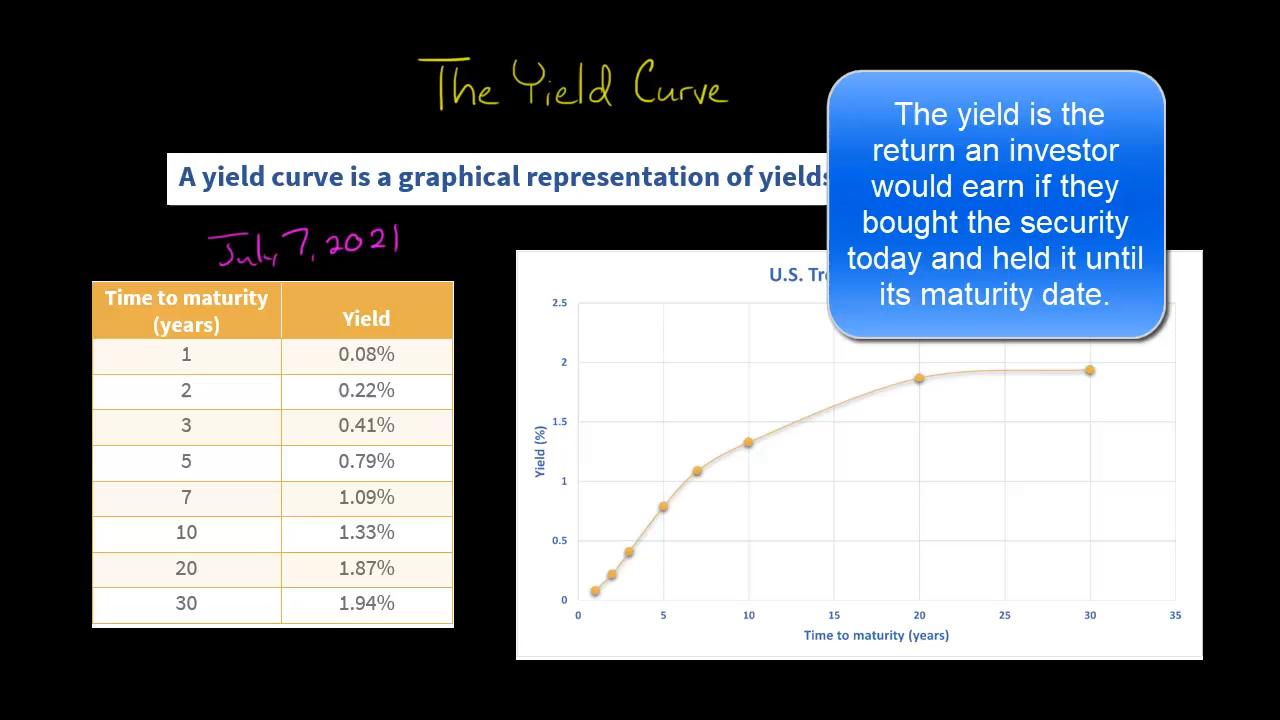 The Yield Curve
A yield curve is a graphical representation of yields
The yield is the
return an investor
would earn if they
bought the security
today and held it until
its maturity date.
July 7, 2021
Time to maturity (years) Yield
1 0.08%
2 0.22%
3 0.41%
5 0.79%
7 1.09%
10 1.33%
20 1.87%
30 1.94%
U.S.
Yield (%)
2.5
2
1.5
1
0.5
0
0 5 10 15 20 25 30 35
Time to maturity (years)